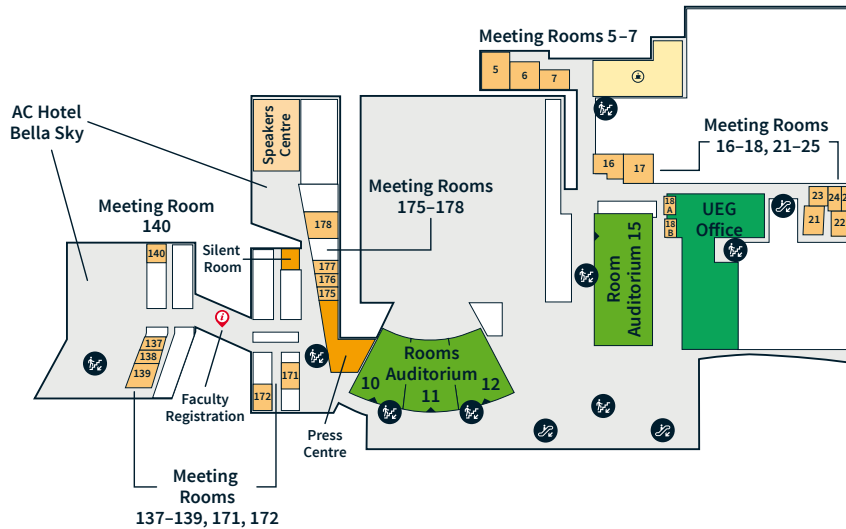 Meeting Rooms 5–7
5
6
7
AC Hotel
Bella Sky
Speakers
Centre
Meeting Rooms
16–18, 21–25
16
17
Meeting Rooms
175–178
Meeting Room
140
18
A
18
B
UEG
Office
23
24
21
22
178
Silent
Room
140
177
176
175
Room
Auditorium 15
i
137
138
139
Rooms
Auditorium
10
11
12
171
172
Faculty
Registration
Press
Centre
Meeting
Rooms
137–139, 171, 172